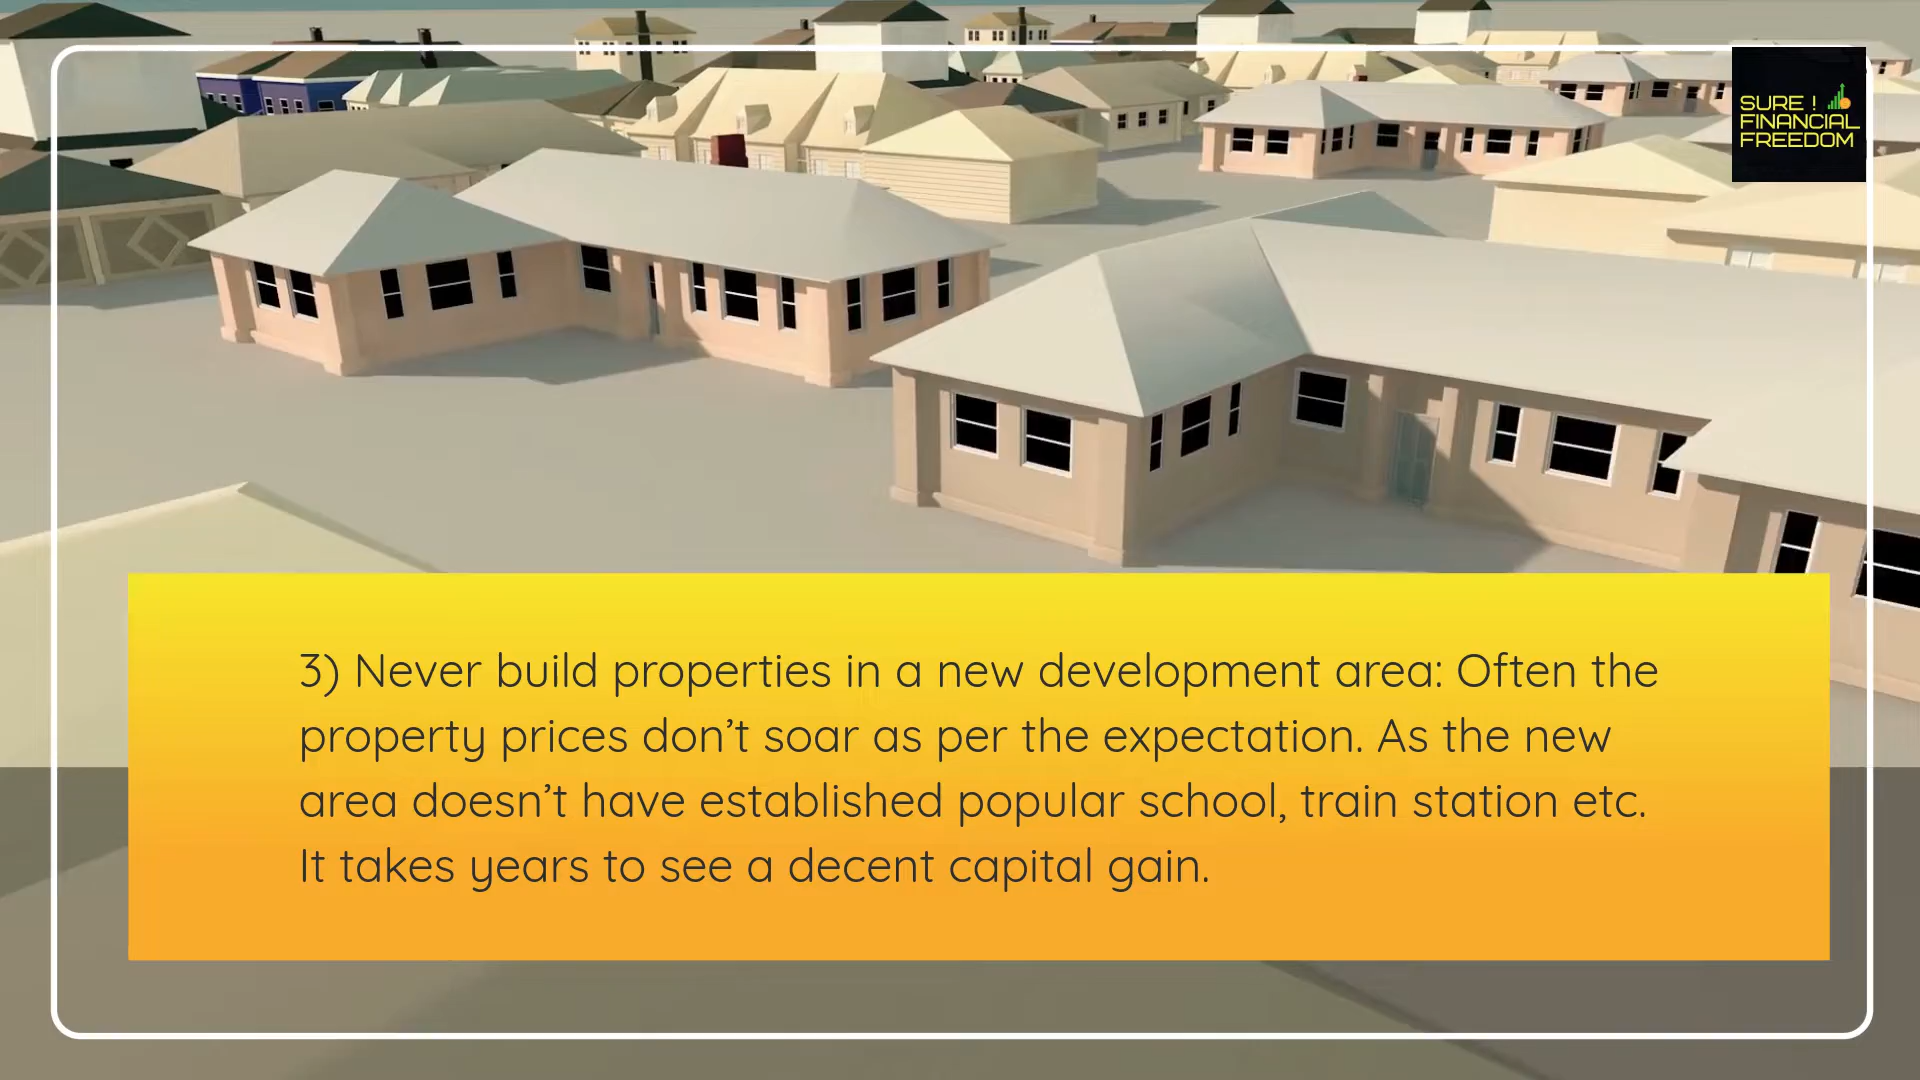 SURE !
FINANCIAL
FREEDOM
3) Never build properties in a new development area: Often the
property prices don’t soar as per the expectation. As the new
area doesn’t have established popular school, train station etc.
It takes years to see a decent capital gain.